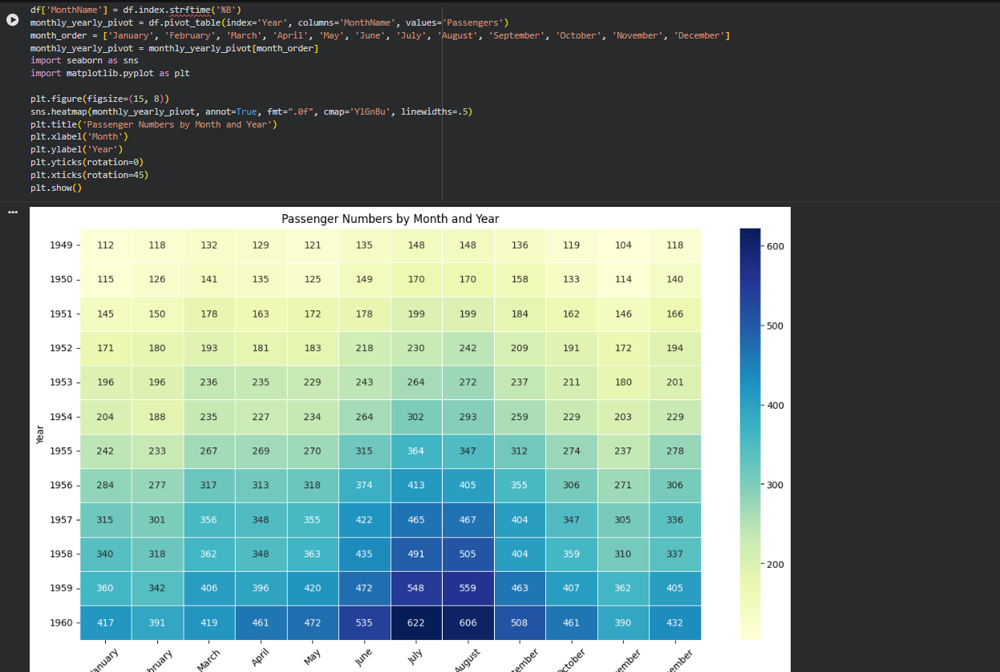 df['MonthName'] = df.index.strftime('%B')
monthly_yearly_pivot = df.pivot_table(index='Year', columns='MonthName', values='Passengers')
month_order = ['January', 'February', 'March', 'April', 'May', 'June', 'July', 'August', 'September', 'October', 'November', 'December']
monthly_yearly_pivot = monthly_yearly_pivot[month_order]
import seaborn as sns
import matplotlib.pyplot as plt
plt.figure(figsize=(15, 8))
sns.heatmap(monthly_yearly_pivot, annot=True, fmt=".0f", cmap='YlGnBu', linewidths=.5)
plt.title('Passenger Numbers by Month and Year')
plt.xlabel('Month')
plt.ylabel('Year')
plt.yticks(rotation=0)
plt.xticks(rotation=45)
plt.show()
Passenger Numbers by Month and Year
1949 112 118 132 129 121 135 148 148 136 119 104 118
1950 115 126 141 135 125 149 170 170 158 133 114 140
1951 145 150 178 163 172 178 199 199 184 162 146 166
1952 171 180 193 181 183 218 230 242 209 191 172 194
1953 196 196 236 235 229 243 264 272 237 211 180 201
1954 204 188 235 227 234 264 302 293 259 229 203 229
1955 242 233 267 269 270 315 364 347 312 274 237 278
1956 284 277 317 313 318 374 413 405 355 306 271 306
1957 315 301 356 348 355 422 465 467 404 347 305 336
1958 340 318 362 348 363 435 491 505 404 359 310 337
1959 360 342 406 396 420 472 548 559 463 407 362 405
1960 417 391 419 461 472 535 622 606 508 461 390 432
Year
anuary bruary March April May June July August tember October ember ember
600
500
400
300
200